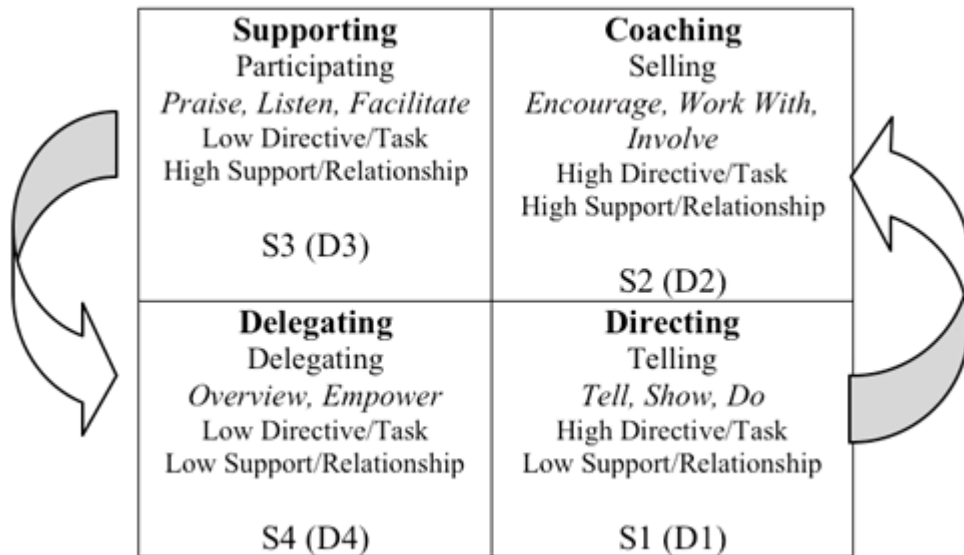 Supporting
Participating
Praise, Listen, Facilitate
Low Directive/Task
High Support/Relationship
S3 (D3)
Coaching
Selling
Encourage, Work With,
Involve
High Directive/Task
High Support/Relationship
S2 (D2)
Delegating
Delegating
Overview, Empower
Low Directive/Task
Low Support/Relationship
S4 (D4)
Directing
Telling
Tell, Show, Do
High Directive/Task
Low Support/Relationship
S1 (D1)